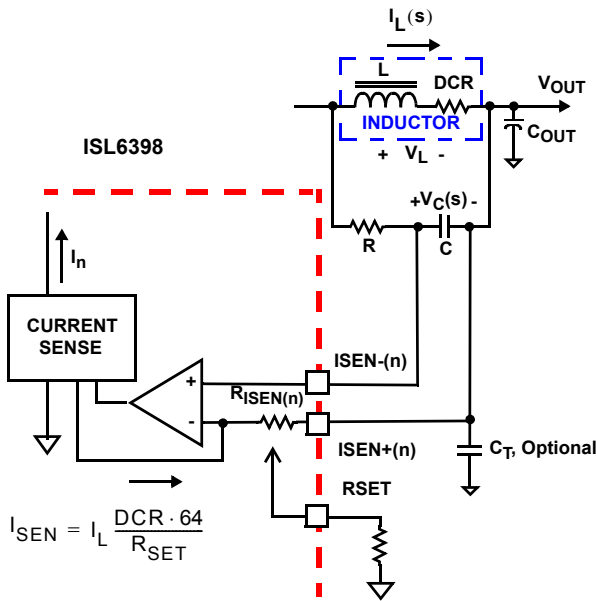 I_L(s)
L
DCR
INDUCTOR
V_OUT
C_OUT
+ V_L -
ISL6398
+V_C(s) -
R
C
I_n
CURRENT
SENSE
+
-
R_ISEN(n)
ISEN-(n)
ISEN+(n)
C_T, Optional
RSET
I_SEN = I_L DCR · 64 / R_SET